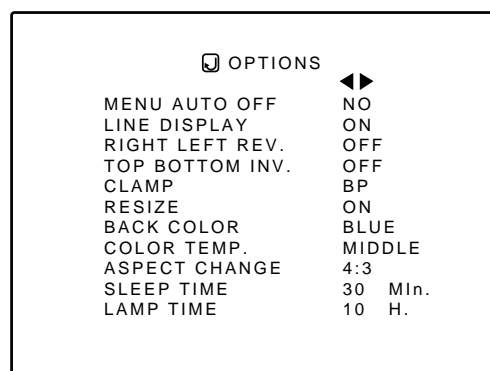 OPTIONS
MENU AUTO OFF NO
LINE DISPLAY ON
RIGHT LEFT REV. OFF
TOP BOTTOM INV. OFF
CLAMP BP
RESIZE ON
BACK COLOR BLUE
COLOR TEMP. MIDDLE
ASPECT CHANGE 4:3
SLEEP TIME 30 MIn.
LAMP TIME 10 H.